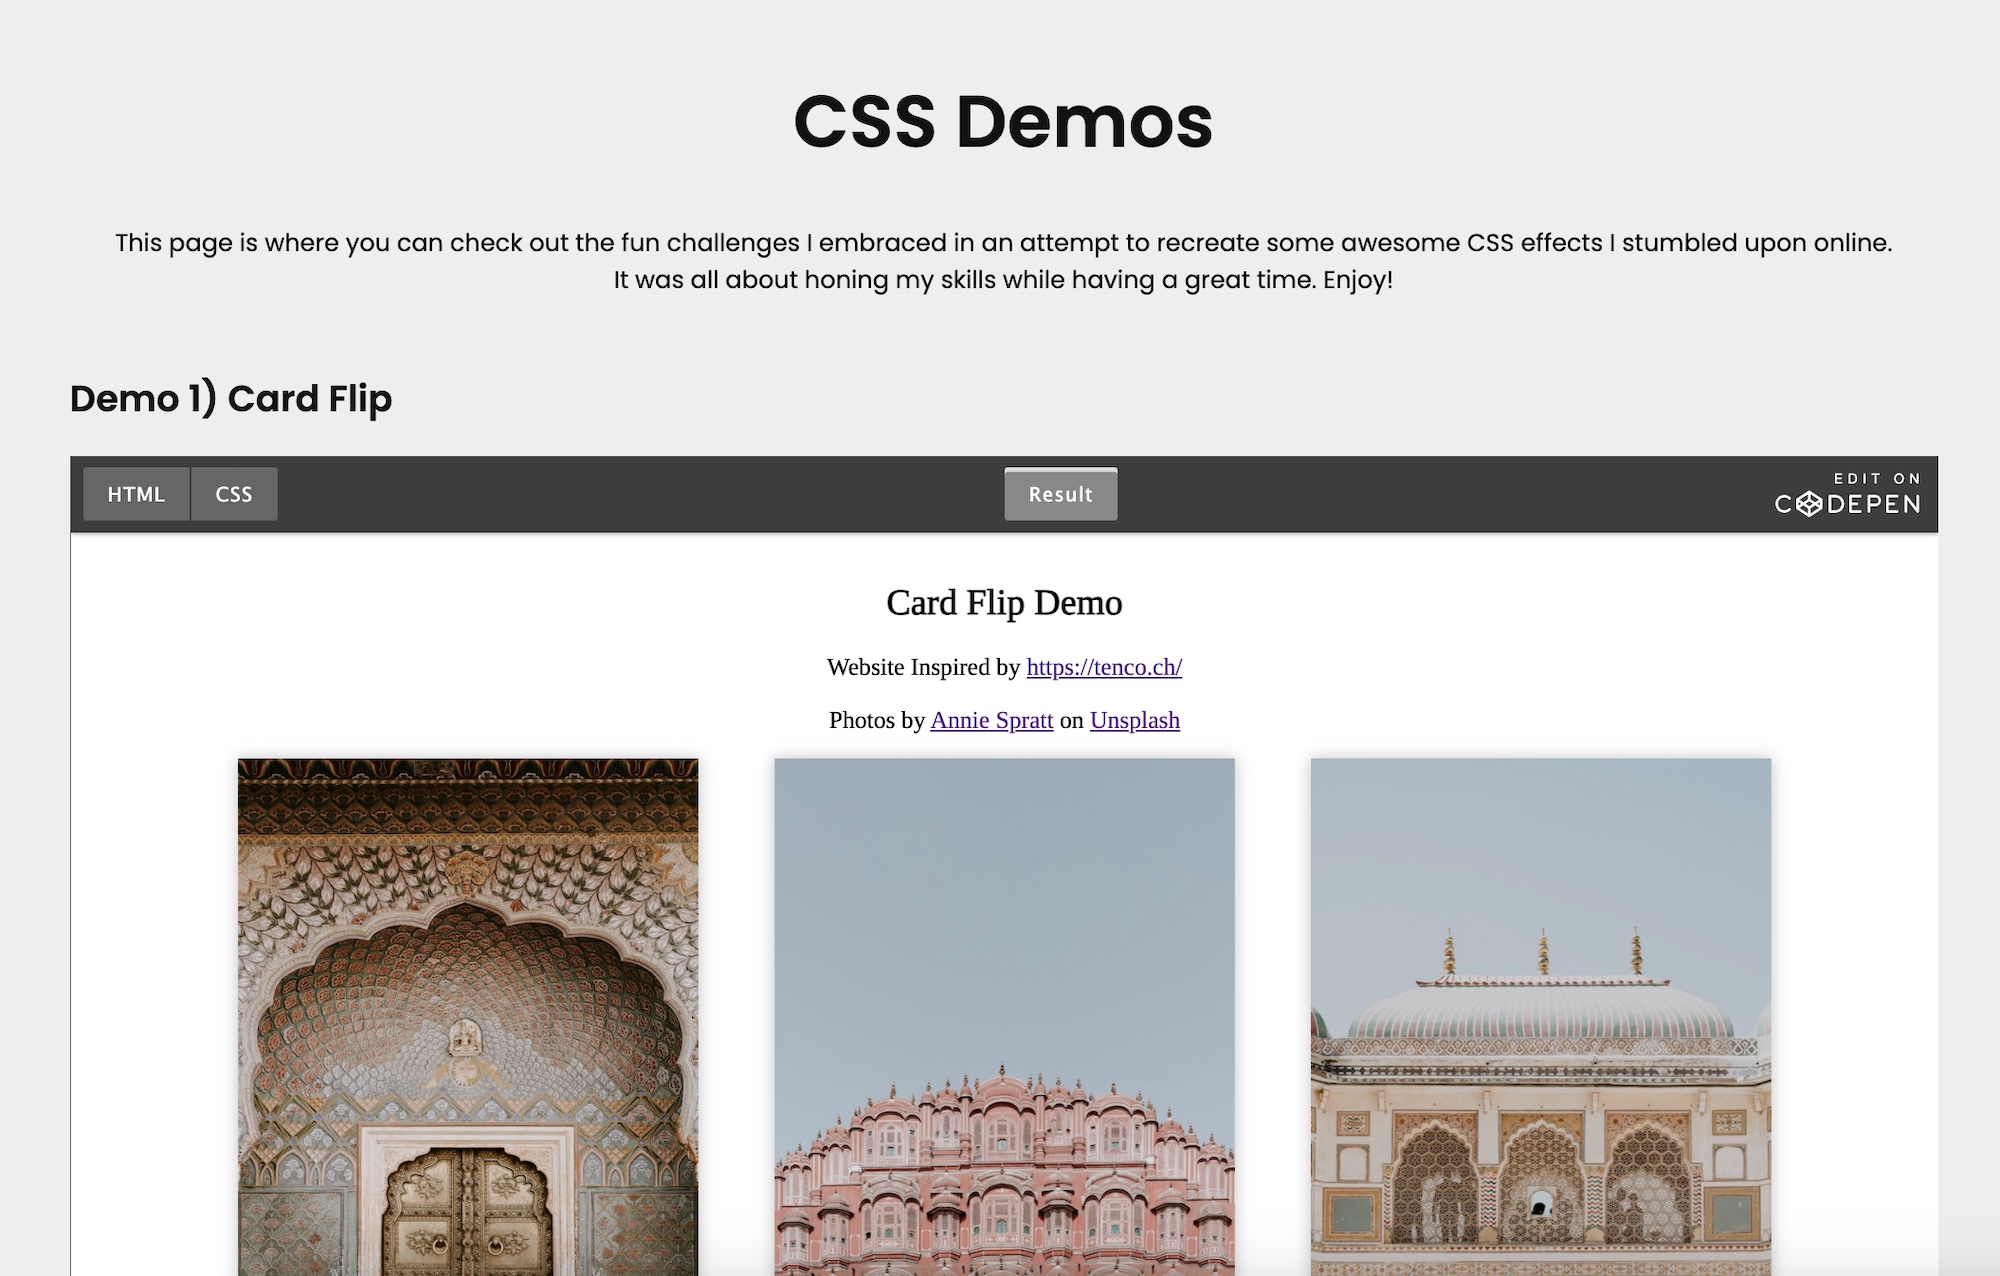 CSS Demos
This page is where you can check out the fun challenges I embraced in an attempt to recreate some awesome CSS effects I stumbled upon online.
It was all about honing my skills while having a great time. Enjoy!
Demo 1) Card Flip
HTML CSS Result EDIT ON
CODEPEN
Card Flip Demo
Website Inspired by https://tenco.ch/
Photos by Annie Spratt on Unsplash